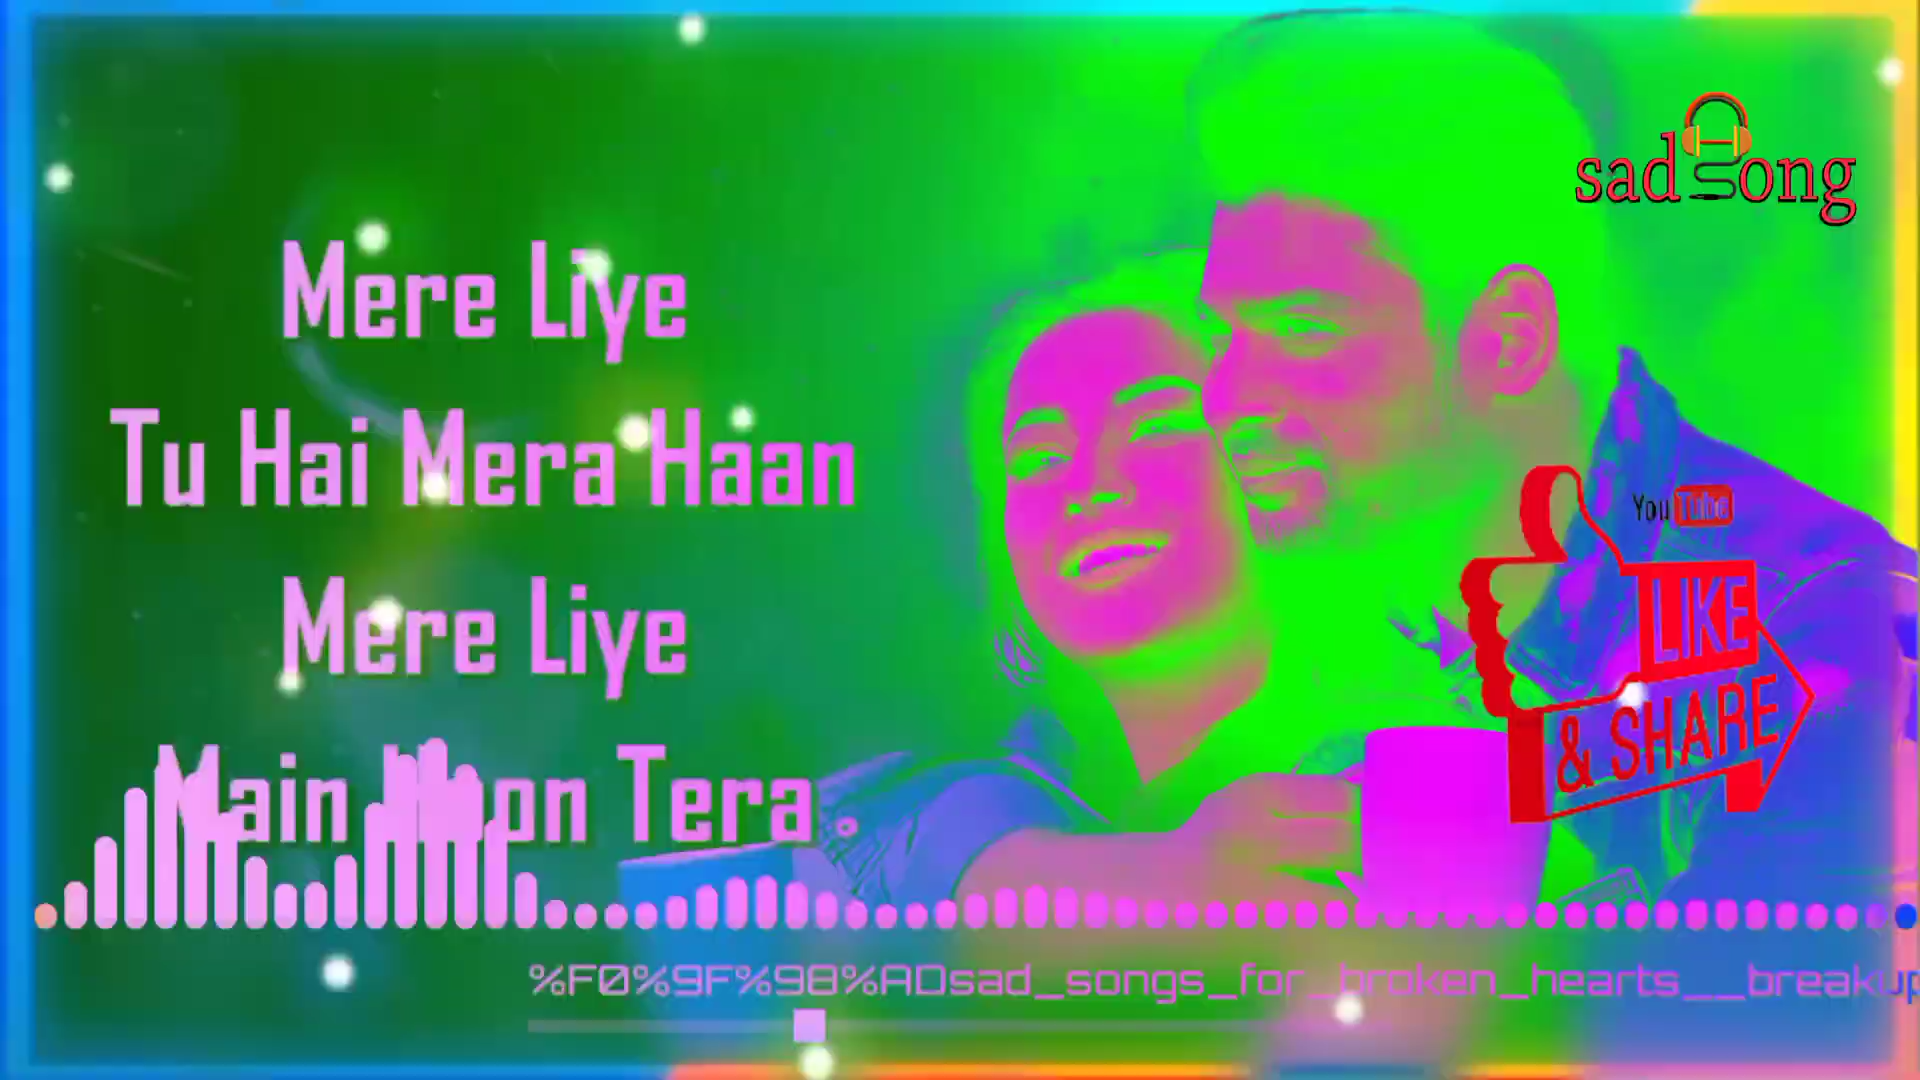 sad Song
Mere Liye
Tu Hai Mera Haan
Mere Liye
Main Hoon Tera .
You Tube
LIKE
& SHARE
%F0%9F%98%ADsad_songs_for_broken_hearts__breakup